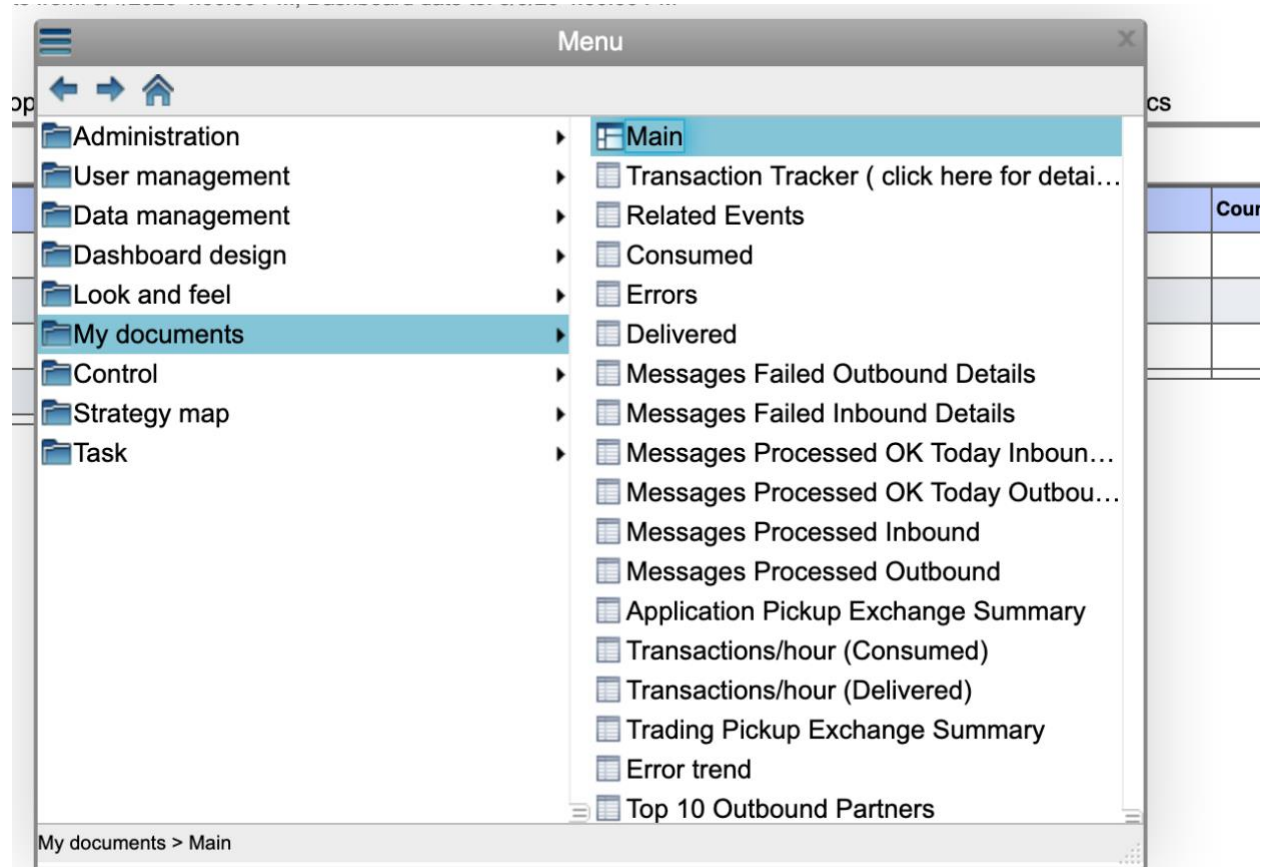 Menu
Administration
User management
Data management
Dashboard design
Look and feel
My documents
Control
Strategy map
Task
Main
Transaction Tracker ( click here for detai...
Related Events
Consumed
Errors
Delivered
Messages Failed Outbound Details
Messages Failed Inbound Details
Messages Processed OK Today Inboun...
Messages Processed OK Today Outbou...
Messages Processed Inbound
Messages Processed Outbound
Application Pickup Exchange Summary
Transactions/hour (Consumed)
Transactions/hour (Delivered)
Trading Pickup Exchange Summary
Error trend
Top 10 Outbound Partners
My documents > Main
op
cs
Cour